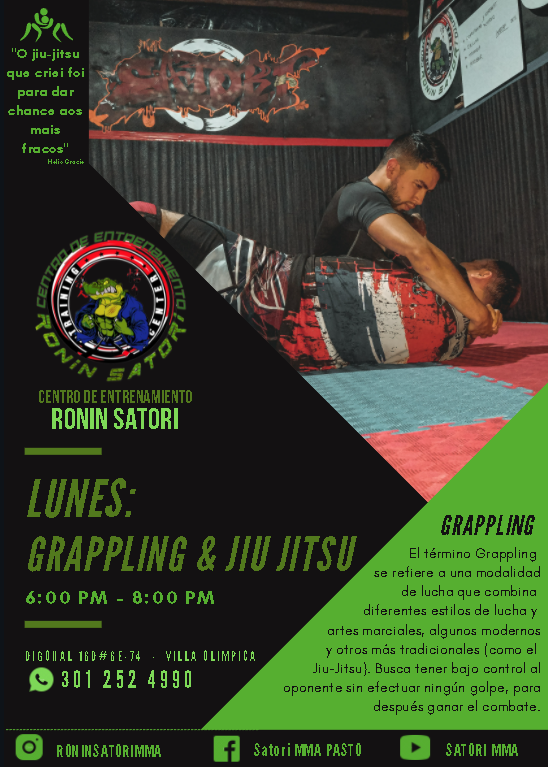 "O jiu-jitsu
que criei foi
para dar
chance aos
mais
fracos"
Helio Gracie
SATORI
RONIN SATORI
CENTRO DE ENTRENAMIENTO
TRAINING CENTER
RONIN SATORI
CENTRO DE ENTRENAMIENTO
RONIN SATORI
LUNES:
GRAPPLING & JIU JITSU
6:00 PM - 8:00 PM
DIGONAL 16D#6E-74 - VILLA OLIMPICA
301 252 4990
GRAPPLING
El término Grappling
se refiere a una modalidad
de lucha que combina
diferentes estilos de lucha y
artes marciales, algunos modernos
y otros más tradicionales (como el
Jiu-Jitsu). Busca tener bajo control al
oponente sin efectuar ningún golpe, para
después ganar el combate.
RONINSATORIMMA
Satori MMA PASTO
SATORI MMA